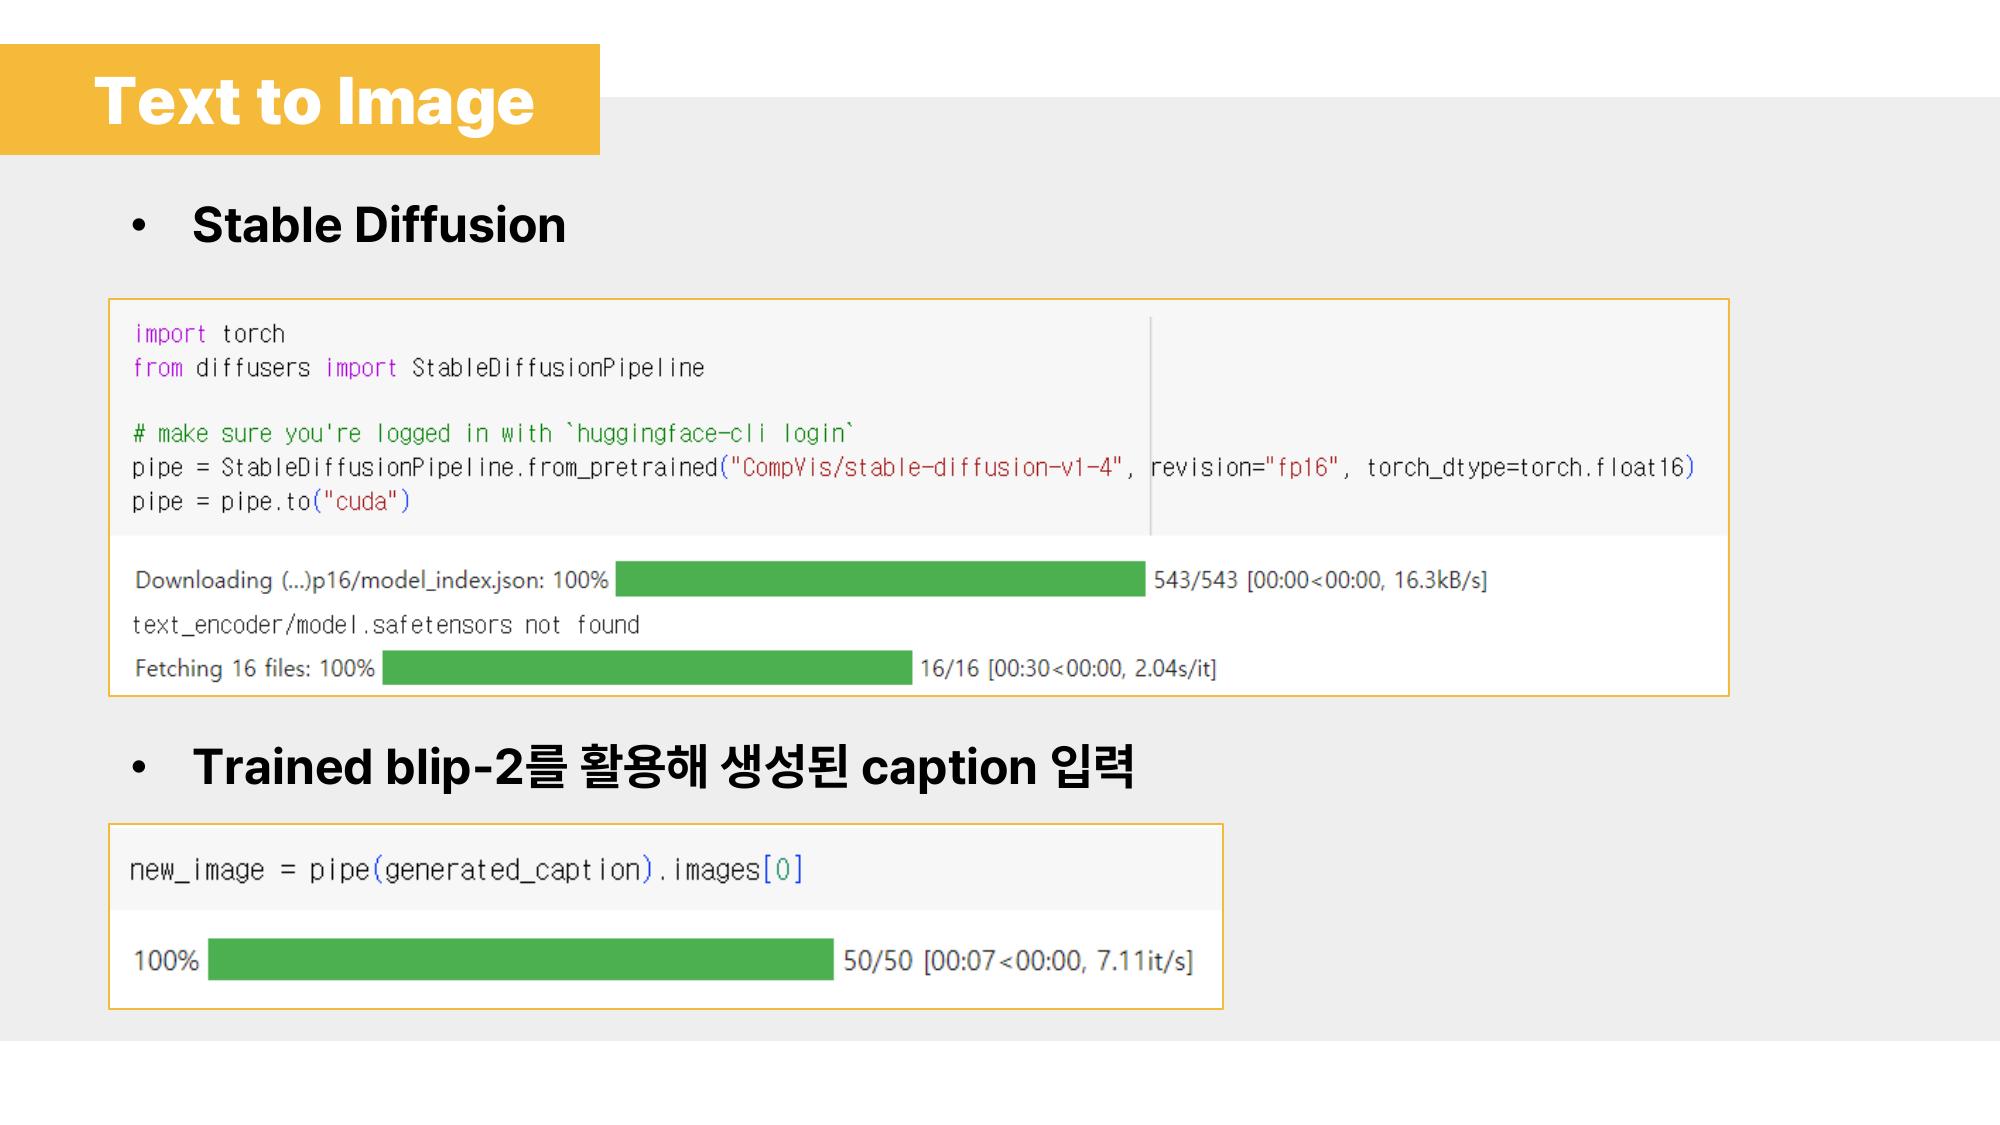 Text to Image
• Stable Diffusion
import torch
from diffusers import StableDiffusionPipeline
# make sure you're logged in with `huggingface-cli login`
pipe = StableDiffusionPipeline.from_pretrained("CompVis/stable-diffusion-v1-4", revision="fp16", torch_dtype=torch.float16)
pipe = pipe.to("cuda")
Downloading (...)p16/model_index.json: 100% 543/543 [00:00<00:00, 16.3kB/s]
text_encoder/model.safetensors not found
Fetching 16 files: 100% 16/16 [00:30<00:00, 2.04s/it]
• Trained blip-2를 활용해 생성된 caption 입력
new_image = pipe(generated_caption).images[0]
100% 50/50 [00:07<00:00, 7.11it/s]